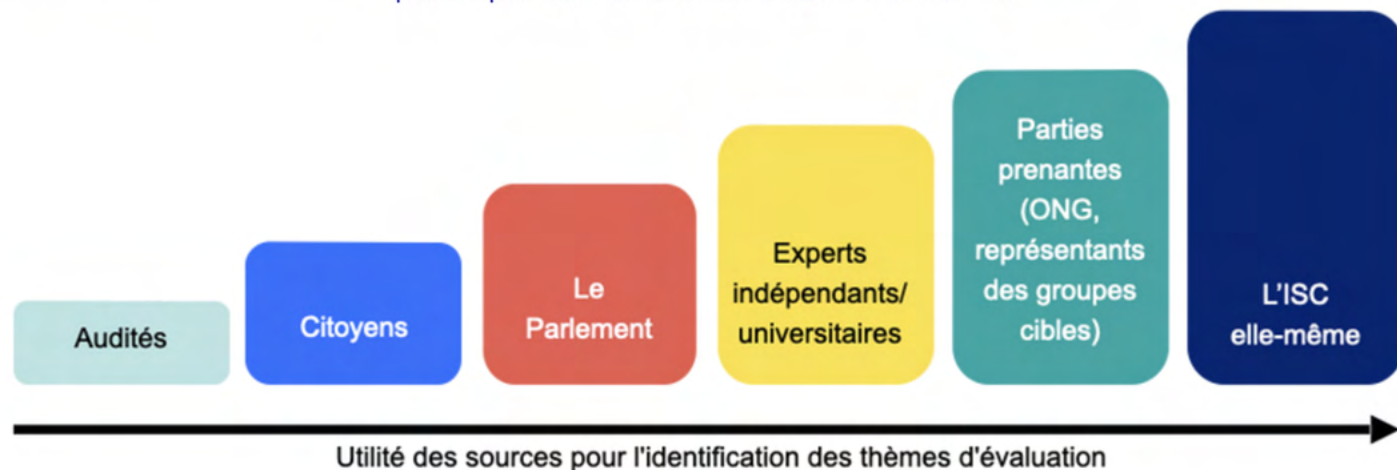 Audités
Citoyens
Le
Parlement
Experts
indépendants/
universitaires
Parties
prenantes
(ONG,
représentants
des groupes
cibles)
L'ISC
elle-même
Utilité des sources pour l'identification des thèmes d'évaluation